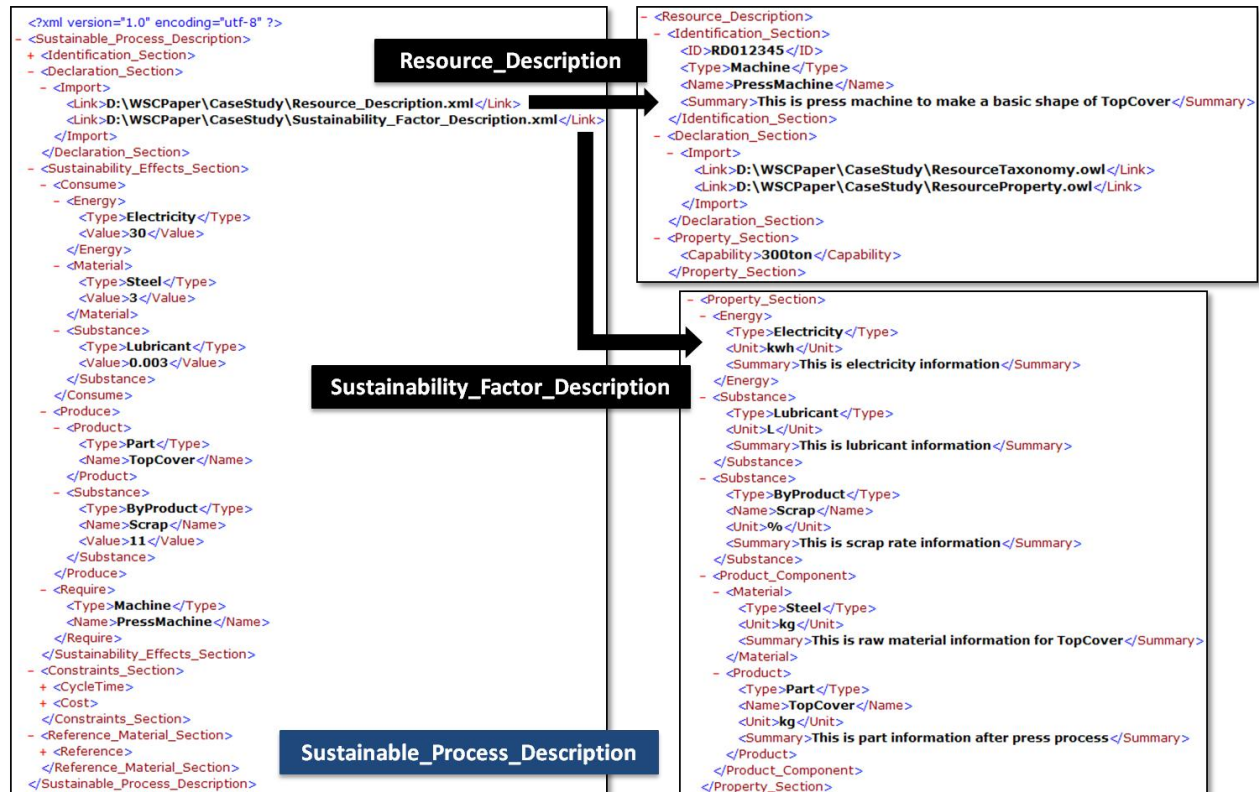 <?xml version="1.0" encoding="utf-8" ?>
- <Sustainable_Process_Description>
+ <Identification_Section>
- <Declaration_Section>
- <Import>
<Link>D:\WSCPaper\CaseStudy\Resource_Description.xml</Link>
<Link>D:\WSCPaper\CaseStudy\Sustainability_Factor_Description.xml</Link>
</Import>
</Declaration_Section>
- <Sustainability_Effects_Section>
- <Consume>
- <Energy>
<Type>Electricity</Type>
<Value>30</Value>
</Energy>
- <Material>
<Type>Steel</Type>
<Value>3</Value>
</Material>
- <Substance>
<Type>Lubricant</Type>
<Value>0.003</Value>
</Substance>
</Consume>
- <Produce>
- <Product>
<Type>Part</Type>
<Name>TopCover</Name>
</Product>
- <Substance>
<Type>ByProduct</Type>
<Name>Scrap</Name>
<Value>11</Value>
</Substance>
</Produce>
- <Require>
<Type>Machine</Type>
<Name>PressMachine</Name>
</Require>
</Sustainability_Effects_Section>
- <Constraints_Section>
+ <CycleTime>
+ <Cost>
</Constraints_Section>
- <Reference_Material_Section>
+ <Reference>
</Reference_Material_Section>
</Sustainable_Process_Description>
Sustainable_Process_Description
Resource_Description
- <Resource_Description>
- <Identification_Section>
<ID>RD012345</ID>
<Type>Machine</Type>
<Name>PressMachine</Name>
<Summary>This is press machine to make a basic shape of TopCover</Summary>
</Identification_Section>
- <Declaration_Section>
- <Import>
<Link>D:\WSCPaper\CaseStudy\ResourceTaxonomy.owl</Link>
<Link>D:\WSCPaper\CaseStudy\ResourceProperty.owl</Link>
</Import>
</Declaration_Section>
- <Property_Section>
<Capability>300ton</Capability>
</Property_Section>
Sustainability_Factor_Description
- <Property_Section>
- <Energy>
<Type>Electricity</Type>
<Unit>kwh</Unit>
<Summary>This is electricity information</Summary>
</Energy>
- <Substance>
<Type>Lubricant</Type>
<Unit>L</Unit>
<Summary>This is lubricant information</Summary>
</Substance>
- <Substance>
<Type>ByProduct</Type>
<Name>Scrap</Name>
<Unit>%</Unit>
<Summary>This is scrap rate information</Summary>
</Substance>
- <Product_Component>
- <Material>
<Type>Steel</Type>
<Unit>kg</Unit>
<Summary>This is raw material information for TopCover</Summary>
</Material>
- <Product>
<Type>Part</Type>
<Name>TopCover</Name>
<Unit>kg</Unit>
<Summary>This is part information after press process</Summary>
</Product>
</Product_Component>
</Property_Section>